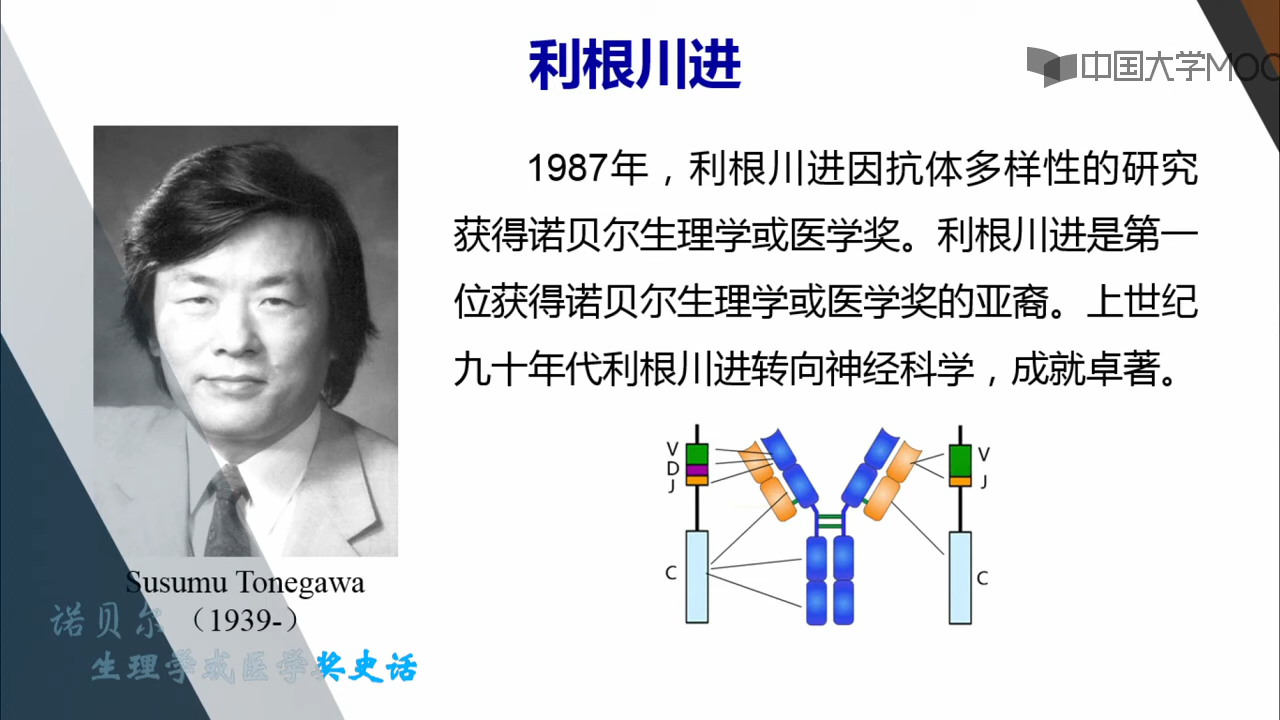 利根川进
中国大学MOO
1987年，利根川进因抗体多样性的研究
获得诺贝尔生理学或医学奖。利根川进是第一
位获得诺贝尔生理学或医学奖的亚裔。上世纪
九十年代利根川进转向神经科学，成就卓著。
V
D
J
C
V
J
C
Susumu Tonegawa
（1939-）
诺贝尔
生理学或医学奖史话